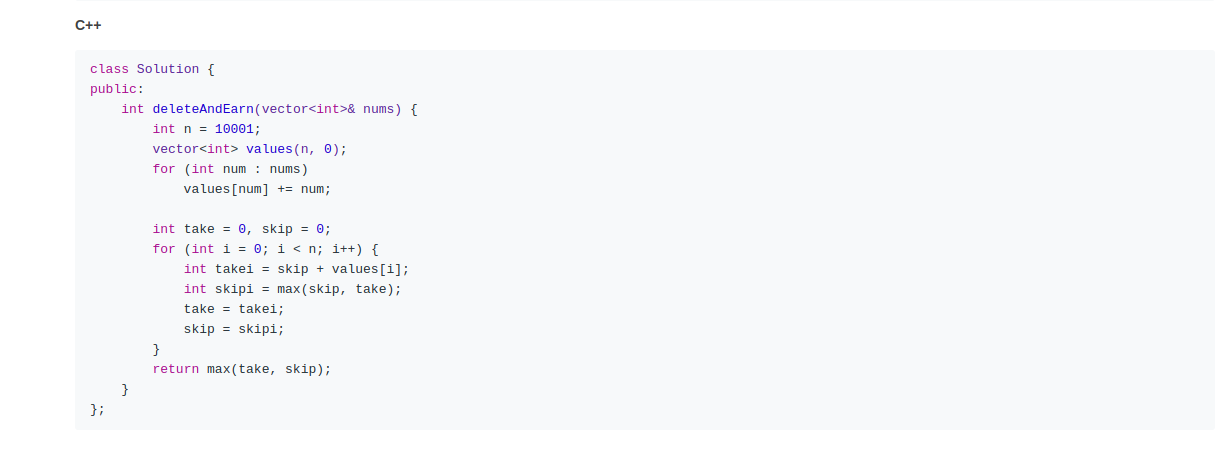 C++
class Solution {
public:
    int deleteAndEarn(vector<int>& nums) {
        int n = 10001;
        vector<int> values(n, 0);
        for (int num : nums)
            values[num] += num;

        int take = 0, skip = 0;
        for (int i = 0; i < n; i++) {
            int takei = skip + values[i];
            int skipi = max(skip, take);
            take = takei;
            skip = skipi;
        }
        return max(take, skip);
    }
};